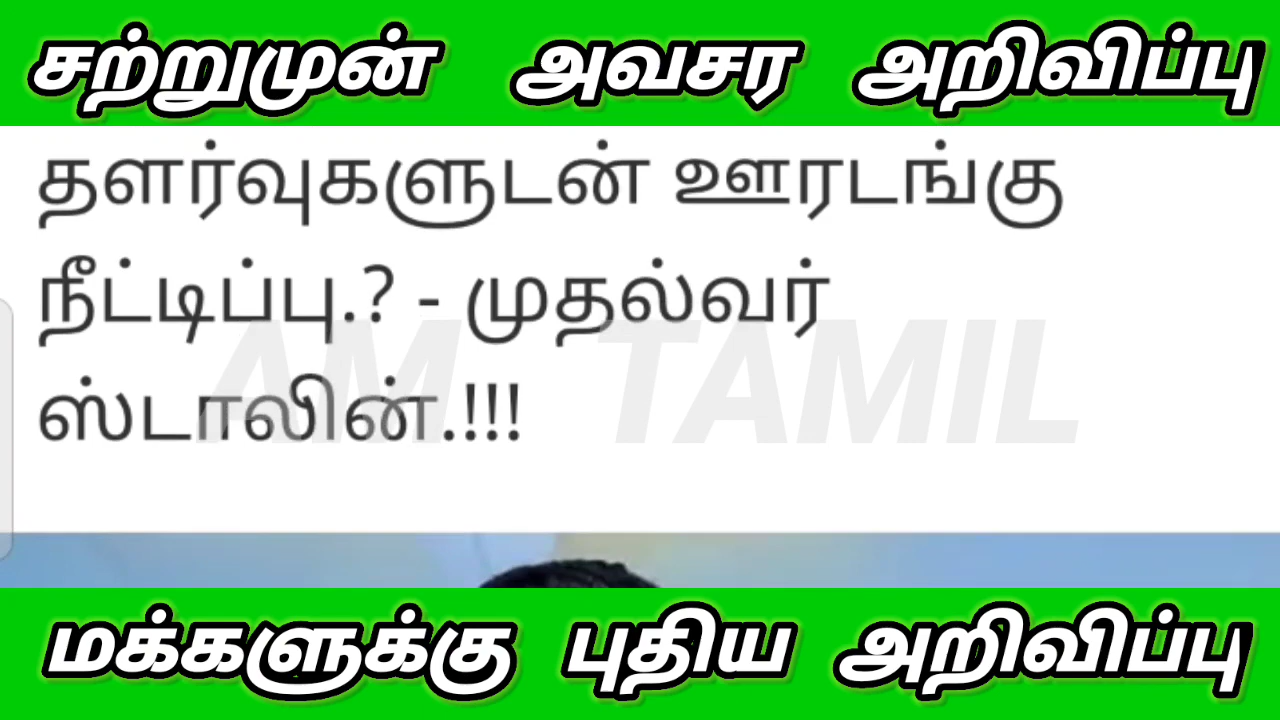 சற்றுமுன் அவசர அறிவிப்பு
தளர்வுகளுடன் ஊரடங்கு
நீட்டிப்பு.? - முதல்வர்
ஸ்டாலின்.!!!
AM TAMIL
மக்களுக்கு புதிய அறிவிப்பு